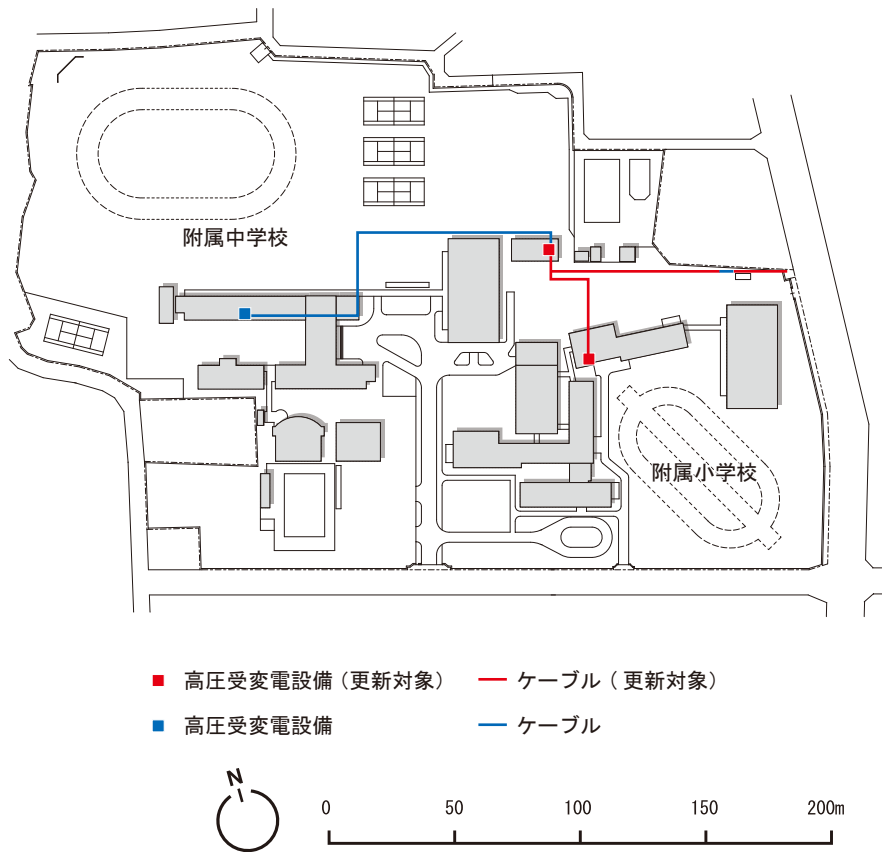 附属中学校
附属小学校
高圧受変電設備（更新対象）
ケーブル（更新対象）
高圧受変電設備
ケーブル
N
0 50 100 150 200m